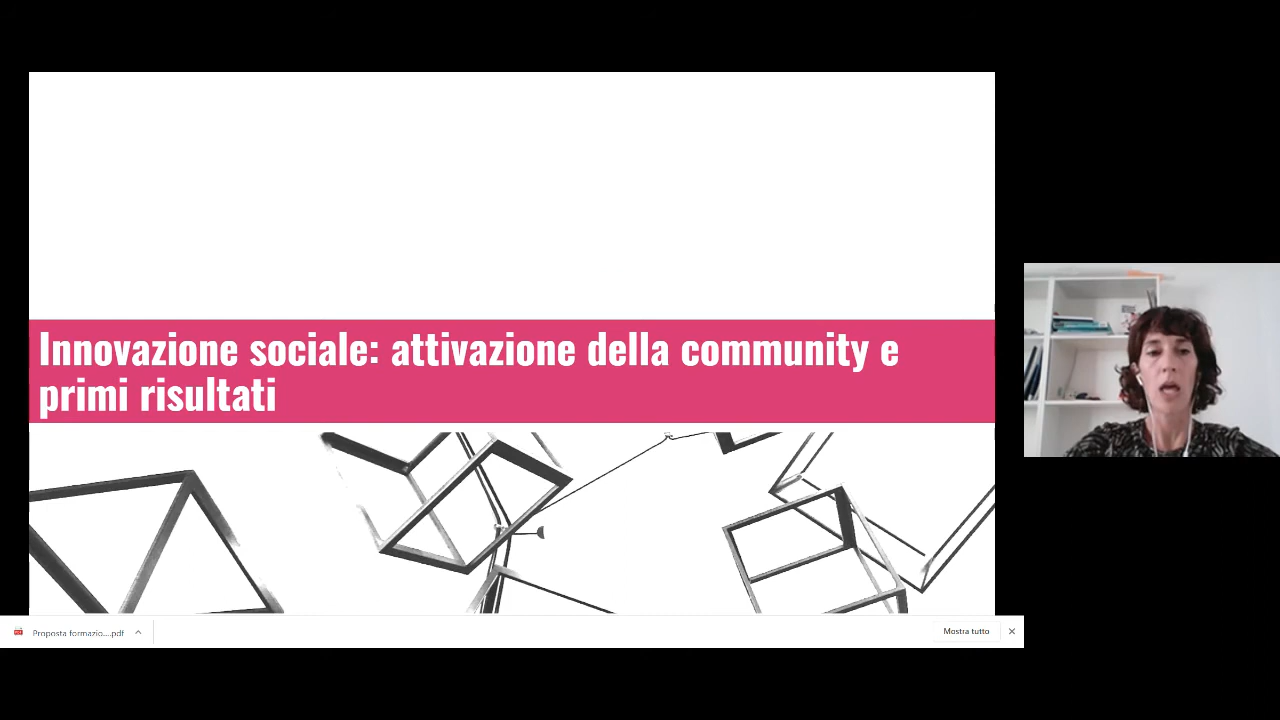 Innovazione sociale: attivazione della community e
primi risultati
Proposta formazio....pdf
Mostra tutto